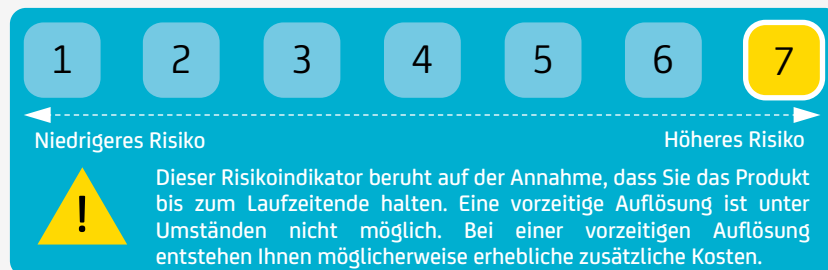 1 2 3 4 5 6 7
Niedrigeres Risiko Höheres Risiko
!
Dieser Risikoindikator beruht auf der Annahme, dass Sie das Produkt
bis zum Laufzeitende halten. Eine vorzeitige Auflösung ist unter
Umständen nicht möglich. Bei einer vorzeitigen Auflösung
entstehen Ihnen möglicherweise erhebliche zusätzliche Kosten.